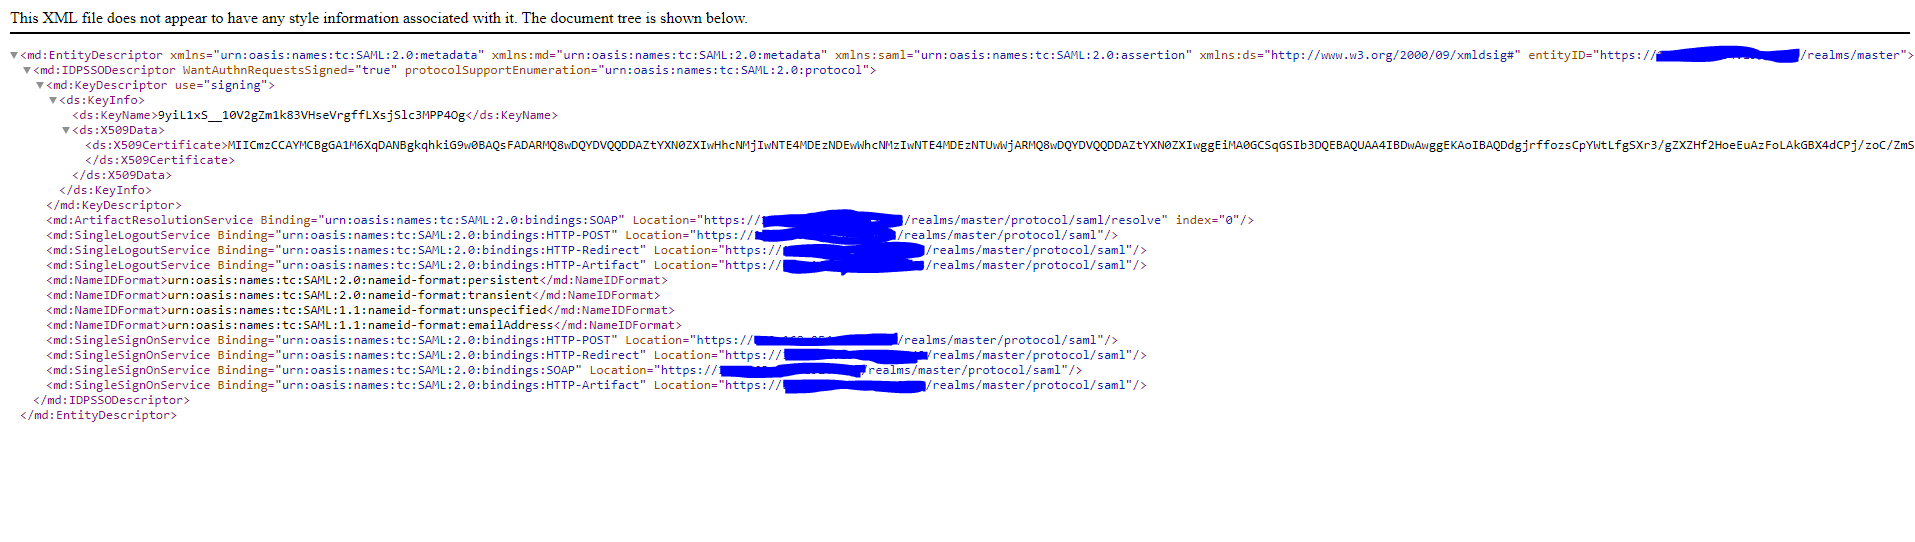 This XML file does not appear to have any style information associated with it. The document tree is shown below.
<md:EntityDescriptor xmlns="urn:oasis:names:tc:SAML:2.0:metadata" xmlns:md="urn:oasis:names:tc:SAML:2.0:metadata" xmlns:saml="urn:oasis:names:tc:SAML:2.0:assertion" xmlns:ds="http://www.w3.org/2000/09/xmldsig#" entityID="https:// /realms/master">
<md:IDPSSODescriptor WantAuthnRequestsSigned="true" protocolSupportEnumeration="urn:oasis:names:tc:SAML:2.0:protocol">
<md:KeyDescriptor use="signing">
<ds:KeyInfo>
<ds:KeyName>9yiL1xS__10V2gZm1k83VHseVrgffLXsjSlc3MPP4Og</ds:KeyName>
<ds:X509Data>
<ds:X509Certificate>MIICmzCCAYMCBgGA1M6XqDANBgkqhkiG9w0BAQsFADARMQ8wDQYDVQQDDAZtYXN0ZXIwHhcNMjIwNTE4MDEzNDEwWhcNMzIwNTE4MDEzNTUwWjARMQ8wDQYDVQQDDAZtYXN0ZXIwggEiMA0GCSqGSIb3DQEBAQUAA4IBDwAwggEKAoIBAQDdgjrffozsCpYWtLfgSXr3/gZXZHf2HoeEuAzFoLAkGBX4dCPj/zoC/ZmS
</ds:X509Certificate>
</ds:X509Data>
</ds:KeyInfo>
</md:KeyDescriptor>
<md:ArtifactResolutionService Binding="urn:oasis:names:tc:SAML:2.0:bindings:SOAP" Location="https:// /realms/master/protocol/saml/resolve" index="0"/>
<md:SingleLogoutService Binding="urn:oasis:names:tc:SAML:2.0:bindings:HTTP-POST" Location="https:// /realms/master/protocol/saml"/>
<md:SingleLogoutService Binding="urn:oasis:names:tc:SAML:2.0:bindings:HTTP-Redirect" Location="https:// /realms/master/protocol/saml"/>
<md:SingleLogoutService Binding="urn:oasis:names:tc:SAML:2.0:bindings:HTTP-Artifact" Location="https:// /realms/master/protocol/saml"/>
<md:NameIDFormat>urn:oasis:names:tc:SAML:2.0:nameid-format:persistent</md:NameIDFormat>
<md:NameIDFormat>urn:oasis:names:tc:SAML:2.0:nameid-format:transient</md:NameIDFormat>
<md:NameIDFormat>urn:oasis:names:tc:SAML:1.1:nameid-format:unspecified</md:NameIDFormat>
<md:NameIDFormat>urn:oasis:names:tc:SAML:1.1:nameid-format:emailAddress</md:NameIDFormat>
<md:SingleSignOnService Binding="urn:oasis:names:tc:SAML:2.0:bindings:HTTP-POST" Location="https:// /realms/master/protocol/saml"/>
<md:SingleSignOnService Binding="urn:oasis:names:tc:SAML:2.0:bindings:HTTP-Redirect" Location="https:// /realms/master/protocol/saml"/>
<md:SingleSignOnService Binding="urn:oasis:names:tc:SAML:2.0:bindings:SOAP" Location="https:// realms/master/protocol/saml"/>
<md:SingleSignOnService Binding="urn:oasis:names:tc:SAML:2.0:bindings:HTTP-Artifact" Location="https:// /realms/master/protocol/saml"/>
</md:IDPSSODescriptor>
</md:EntityDescriptor>